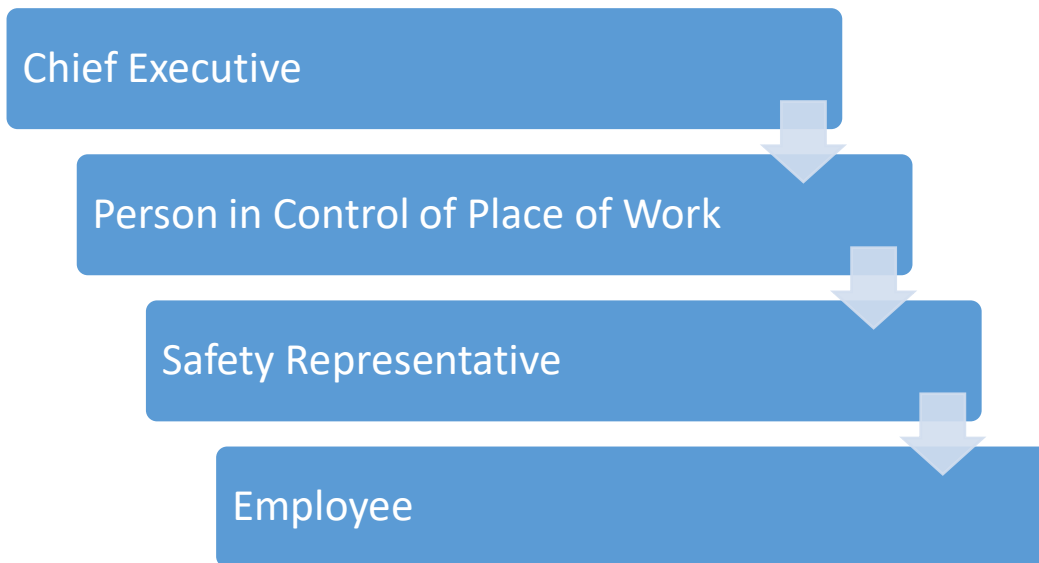 Chief Executive
Person in Control of Place of Work
Safety Representative
Employee